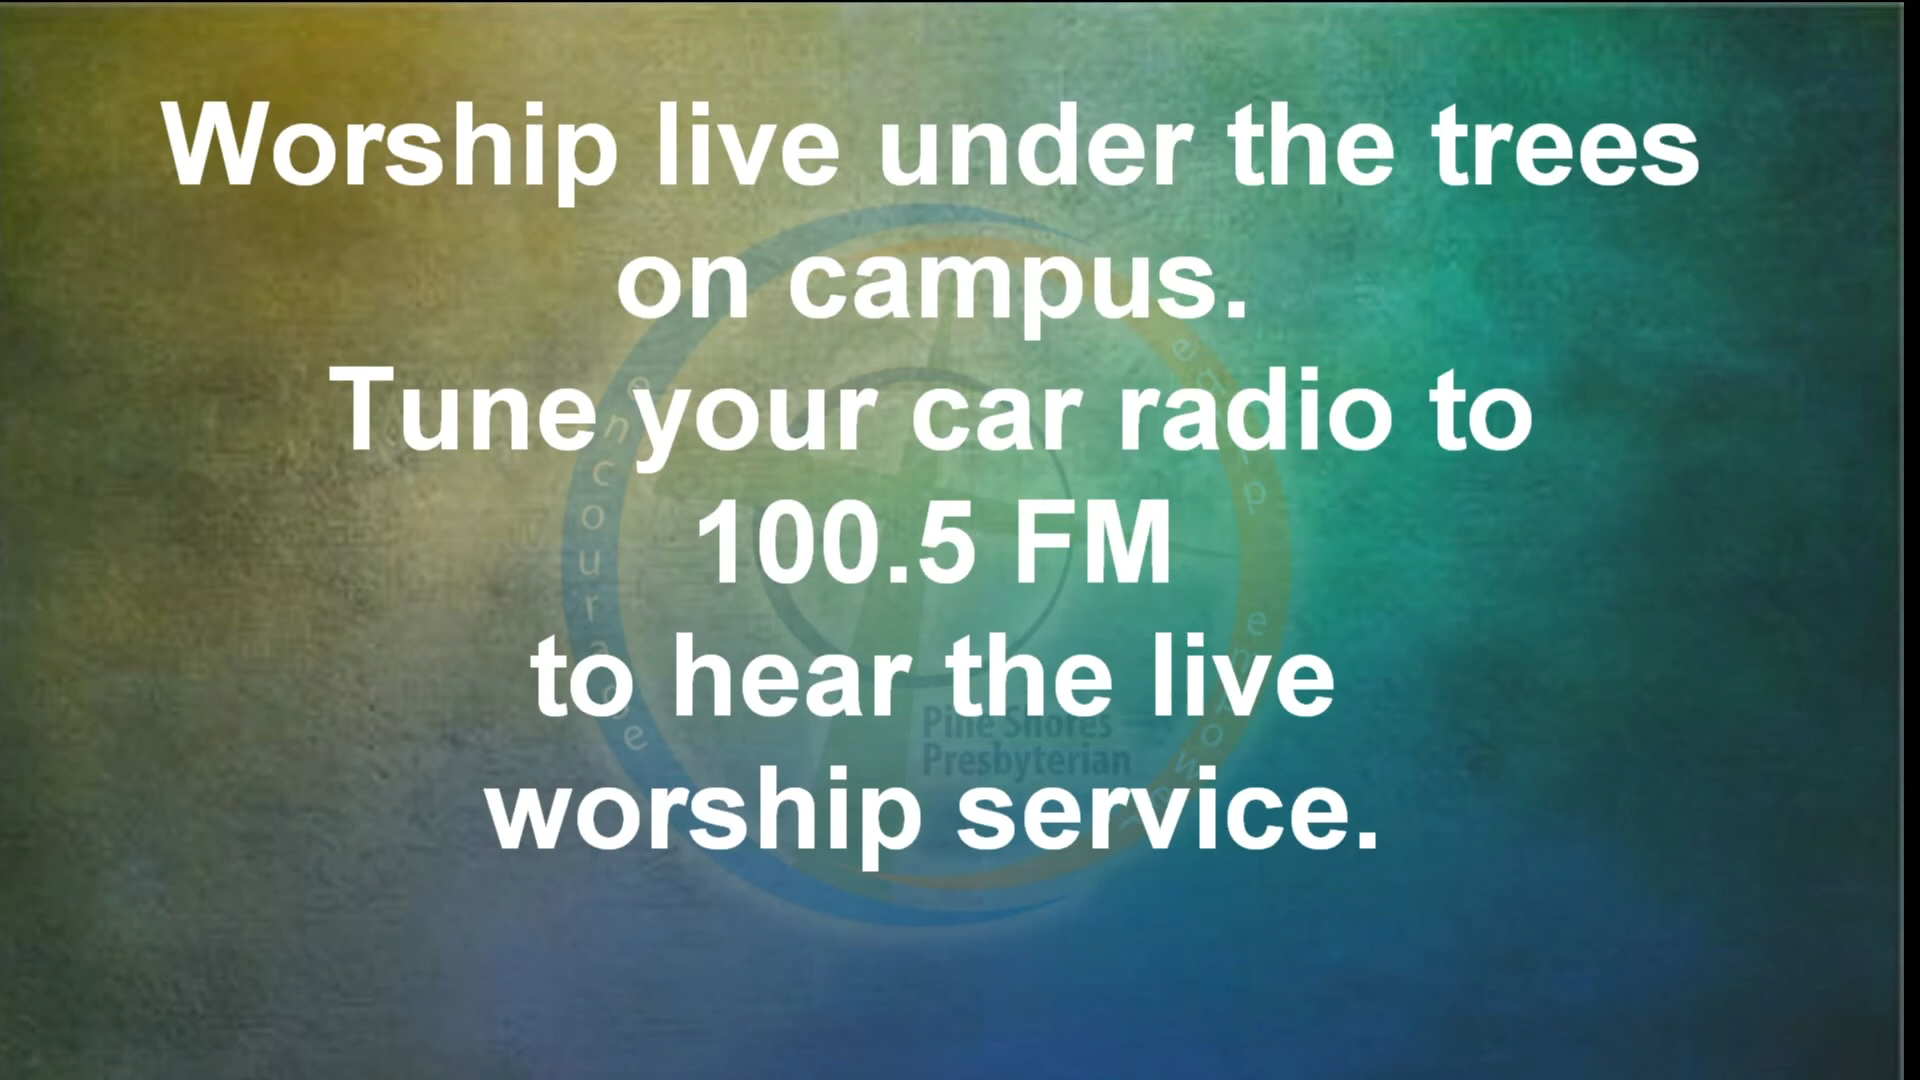 Worship live under the trees
on campus.
Tune your car radio to
100.5 FM
to hear the live
worship service.
encourage
Pine Shores
Presbyterian